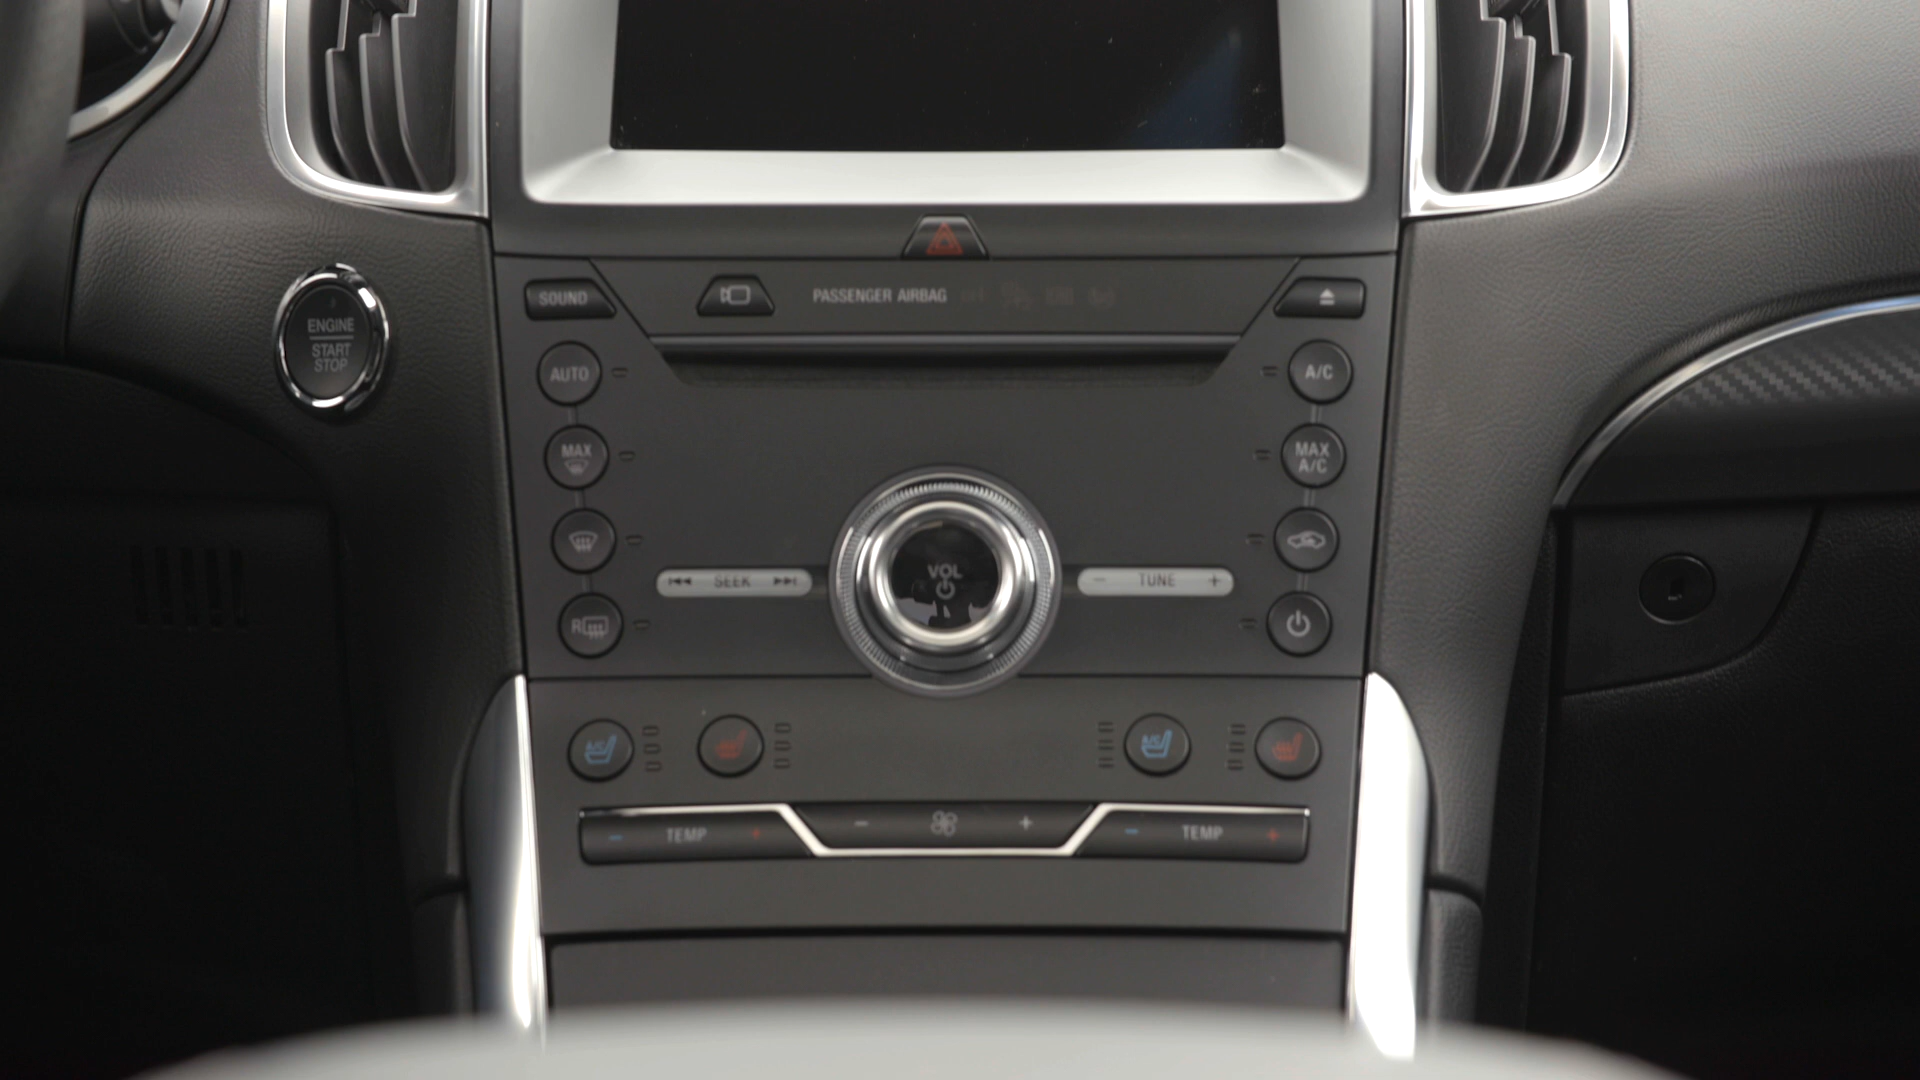 ENGINE
START
STOP
SOUND
PASSENGER AIRBAG
AUTO
A/C
MAX
MAX
A/C
SEEK
VOL
TUNE
R
A/C
A/C
TEMP
TEMP